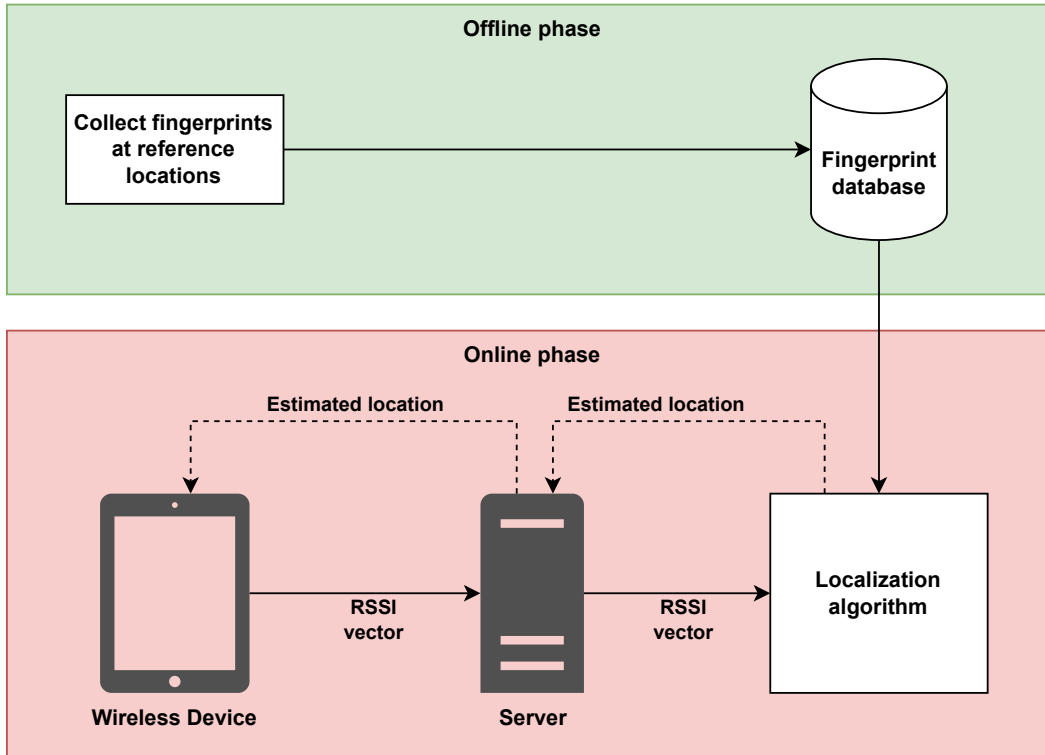 Offline phase
Collect fingerprints
at reference
locations
Fingerprint
database
Online phase
Estimated location
Estimated location
RSSI
vector
RSSI
vector
Localization
algorithm
Wireless Device
Server